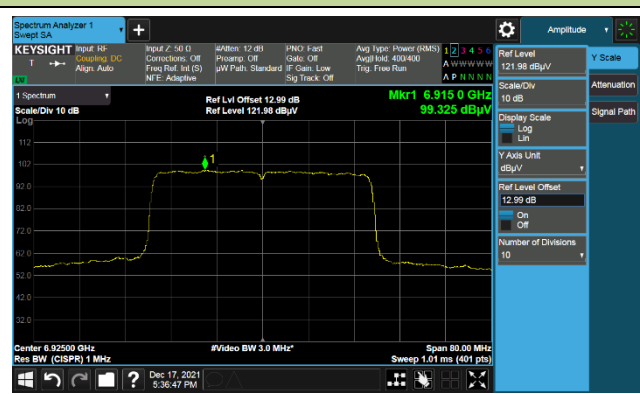 Spectrum Analyzer 1
Swept SA
Amplitude
KEYSIGHT
Input: RF
Coupling: DC
Align: Auto
Input Z: 50 Ω
Corrections: Off
Freq Ref: Int (S)
NFE: Adaptive
#Atten: 12 dB
Preamp: Off
µW Path: Standard
PNO: Fast
Gate: Off
IF Gain: Low
Sig Track: Off
Avg Type: Power (RMS)
Avg|Hold: 400/400
Trig: Free Run
1 2 3 4 5 6
A W W W W W
A P N N N N
T
LV
1 Spectrum
Scale/Div 10 dB
Log
Ref Lvl Offset 12.99 dB
Ref Level 121.98 dBµV
Mkr1 6.915 0 GHz
99.325 dBµV
1
112
102
92.0
82.0
72.0
62.0
52.0
42.0
32.0
Center 6.92500 GHz
Res BW (CISPR) 1 MHz
#Video BW 3.0 MHz*
Span 80.00 MHz
Sweep 1.01 ms (401 pts)
Ref Level
121.98 dBµV
Scale/Div
10 dB
Display Scale
Log
Lin
Y Axis Unit
dBµV
Ref Level Offset
12.99 dB
On
Off
Number of Divisions
10
Y Scale
Attenuation
Signal Path
?
Dec 17, 2021
5:36:47 PM